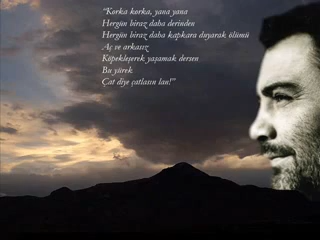 "Korka korka, yana yana
Hergün biraz daha derinden
Hergün biraz daha kapkara duyarak ölümü
Aç ve arkasız
Köpekleşerek yaşamak dersen
Bu yürek
Çat diye çatlasın lan!"